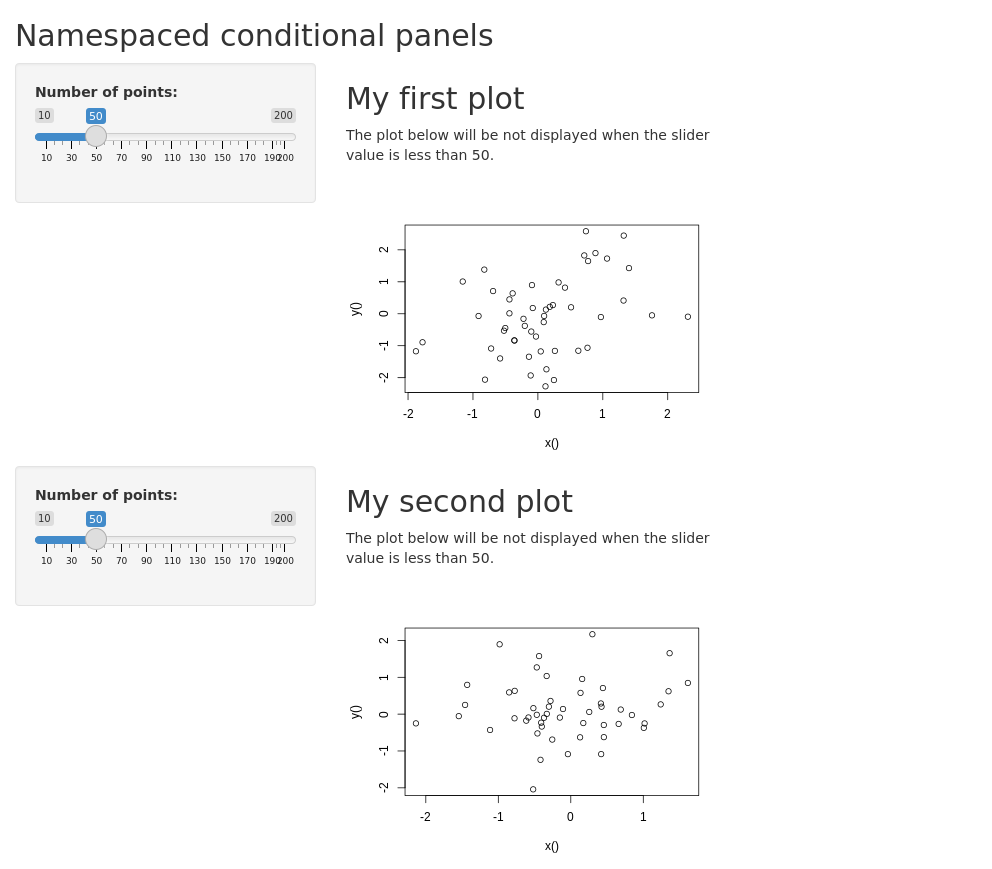 Namespaced conditional panels
Number of points:
10 50 200
10 30 50 70 90 110 130 150 170 190 200
My first plot
The plot below will be not displayed when the slider
value is less than 50.
2
1
0
-1
-2
y()
-2 -1 0 1 2
x()
Number of points:
10 50 200
10 30 50 70 90 110 130 150 170 190 200
My second plot
The plot below will be not displayed when the slider
value is less than 50.
2
1
0
-1
-2
y()
-2 -1 0 1
x()